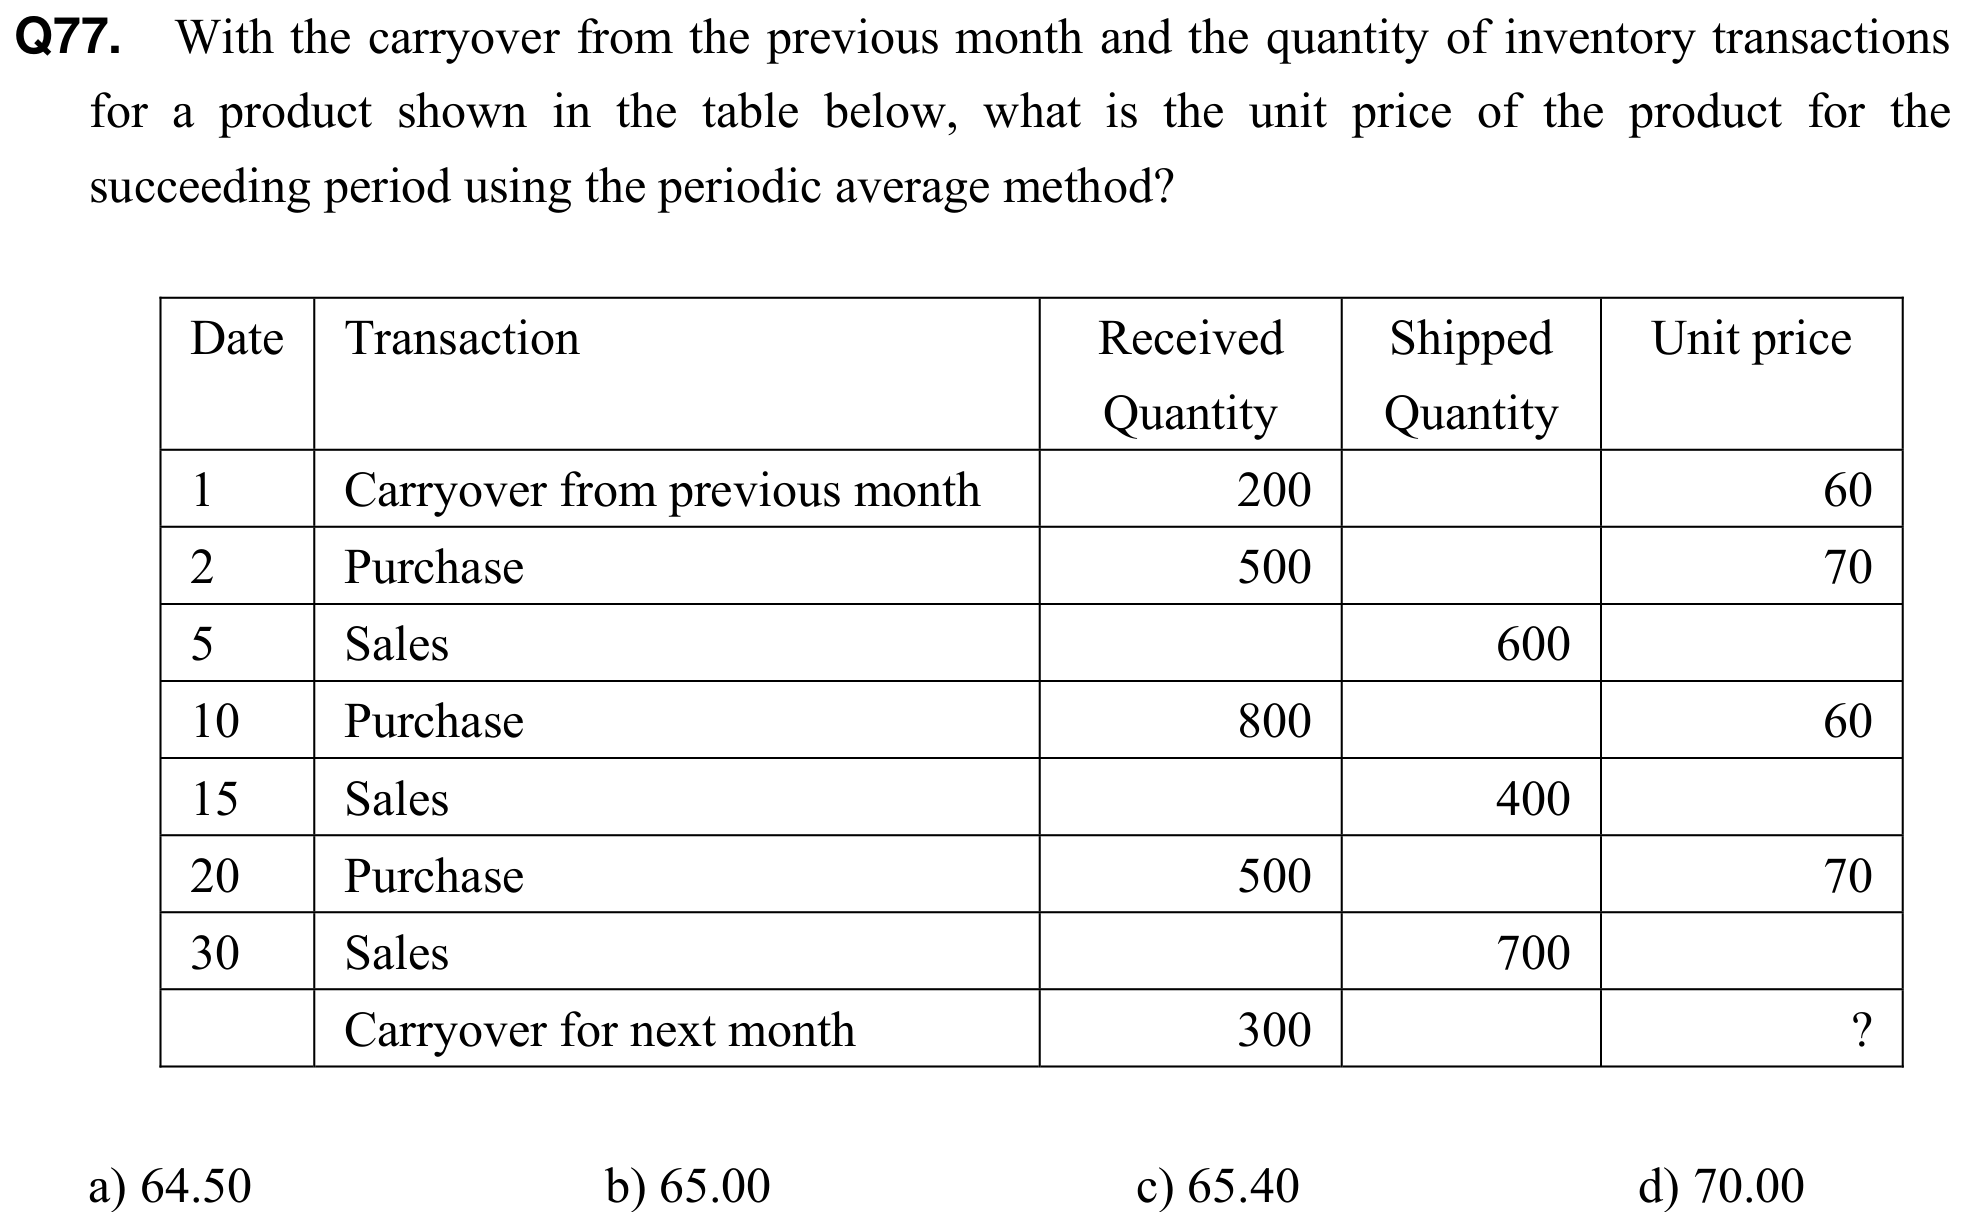 Q77. With the carryover from the previous month and the quantity of inventory transactions
for a product shown in the table below, what is the unit price of the product for the
succeeding period using the periodic average method?
Date Transaction Received Quantity Shipped Quantity Unit price
1 Carryover from previous month 200 60
2 Purchase 500 70
5 Sales 600
10 Purchase 800 60
15 Sales 400
20 Purchase 500 70
30 Sales 700
Carryover for next month 300 ?
a) 64.50 b) 65.00 c) 65.40 d) 70.00